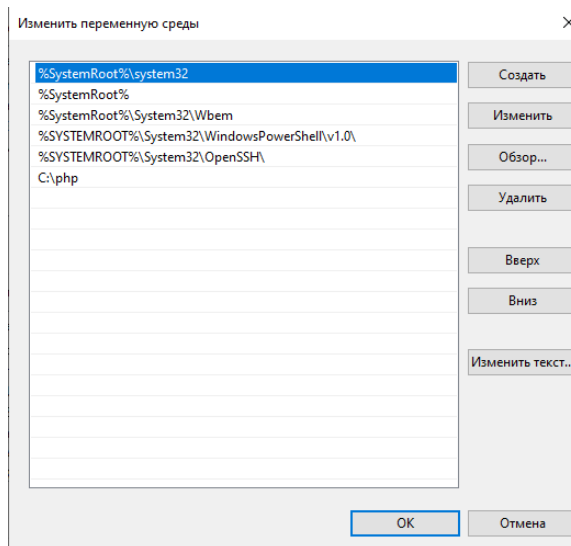 Изменить переменную среды
%SystemRoot%\system32
%SystemRoot%
%SystemRoot%\System32\Wbem
%SYSTEMROOT%\System32\WindowsPowerShell\v1.0\
%SYSTEMROOT%\System32\OpenSSH\
C:\php
Создать
Изменить
Обзор...
Удалить
Вверх
Вниз
Изменить текст..
OK
Отмена